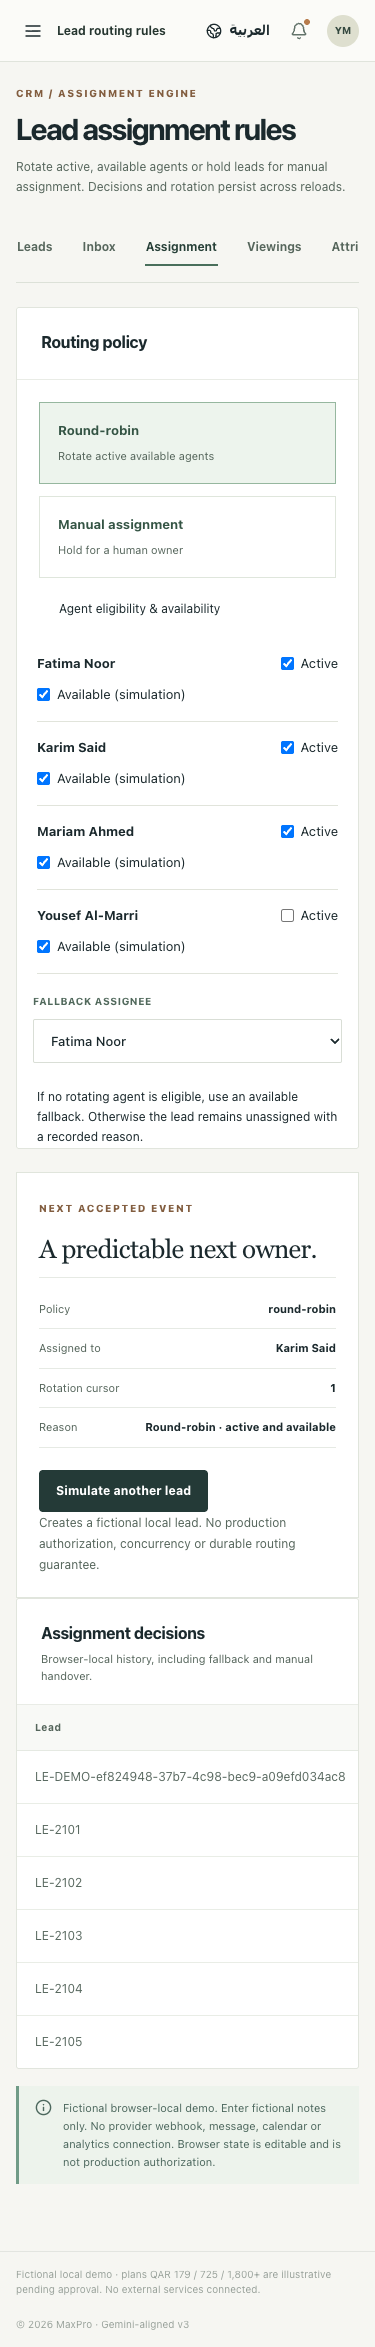 Lead routing rules
العربية
YM
CRM / ASSIGNMENT ENGINE
Lead assignment rules
Rotate active, available agents or hold leads for manual
assignment. Decisions and rotation persist across reloads.
Leads Inbox Assignment Viewings Attri
Routing policy
Round-robin
Rotate active available agents
Manual assignment
Hold for a human owner
Agent eligibility & availability
Fatima Noor Active
Available (simulation)
Karim Said Active
Available (simulation)
Mariam Ahmed Active
Available (simulation)
Yousef Al-Marri Active
Available (simulation)
FALLBACK ASSIGNEE
Fatima Noor
If no rotating agent is eligible, use an available
fallback. Otherwise the lead remains unassigned with
a recorded reason.
NEXT ACCEPTED EVENT
A predictable next owner.
Policy round-robin
Assigned to Karim Said
Rotation cursor 1
Reason Round-robin · active and available
Simulate another lead
Creates a fictional local lead. No production
authorization, concurrency or durable routing
guarantee.
Assignment decisions
Browser-local history, including fallback and manual
handover.
Lead
LE-DEMO-ef824948-37b7-4c98-bec9-a09efd034ac8
LE-2101
LE-2102
LE-2103
LE-2104
LE-2105
Fictional browser-local demo. Enter fictional notes
only. No provider webhook, message, calendar or
analytics connection. Browser state is editable and is
not production authorization.
Fictional local demo · plans QAR 179 / 725 / 1,800+ are illustrative
pending approval. No external services connected.
© 2026 MaxPro · Gemini-aligned v3